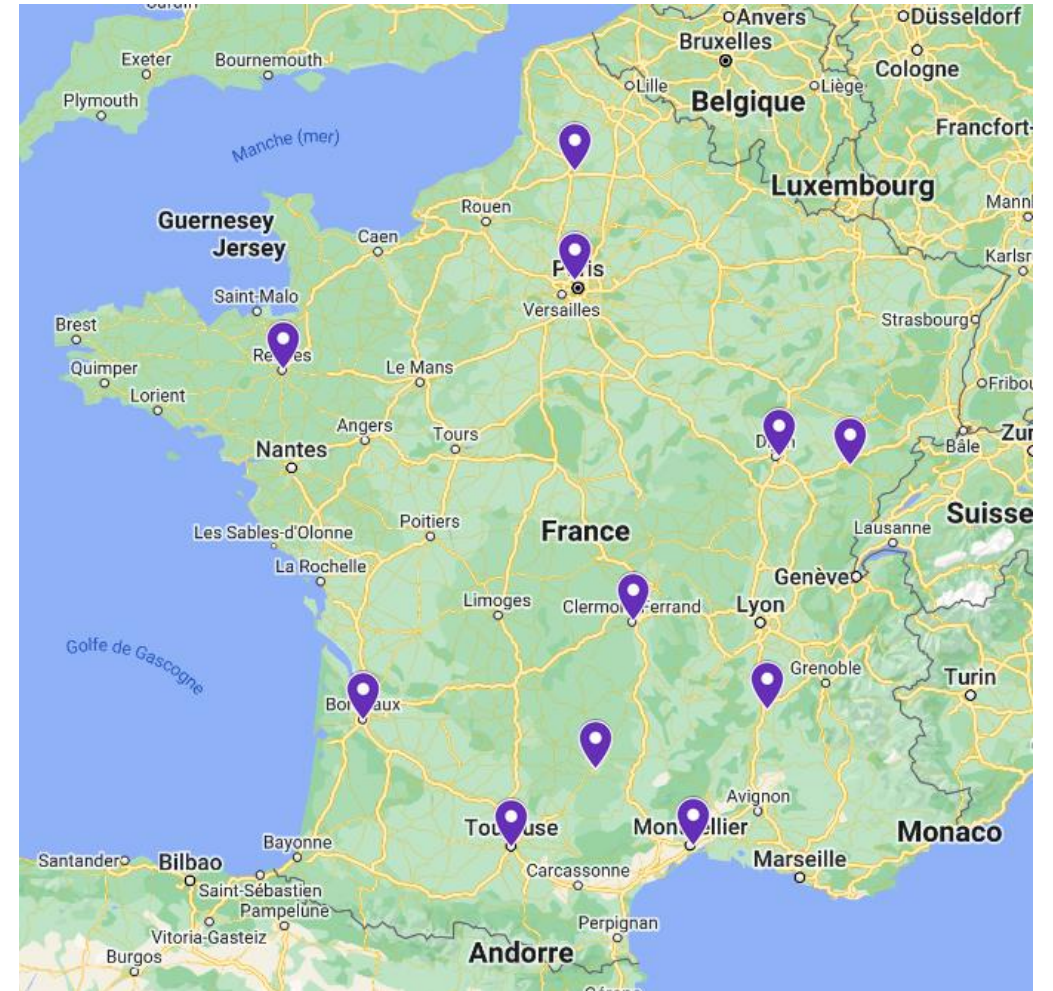 Anvers
Düsseldorf
Bruxelles
Exeter
Bournemouth
Cologne
Lille
Liège
Plymouth
Belgique
Francfort-
Manche (mer)
Luxembourg
Rouen
Guernesey
Jersey
Caen
Karlsr
Saint-Malo
Versailles
Brest
Strasbourg
Quimper
Le Mans
Fribou
Lorient
Angers
Tours
Nantes
Bâle
Zur
Les Sables-d'Olonne
Poitiers
France
Suisse
Lausanne
La Rochelle
Genève
Limoges
Lyon
Golfe de Gascogne
Grenoble
Turin
Avignon
Monaco
Bayonne
Santander
Bilbao
Carcassonne
Marseille
Saint-Sébastien
Pampelune
Perpignan
Vitoria-Gasteiz
Andorre
Burgos